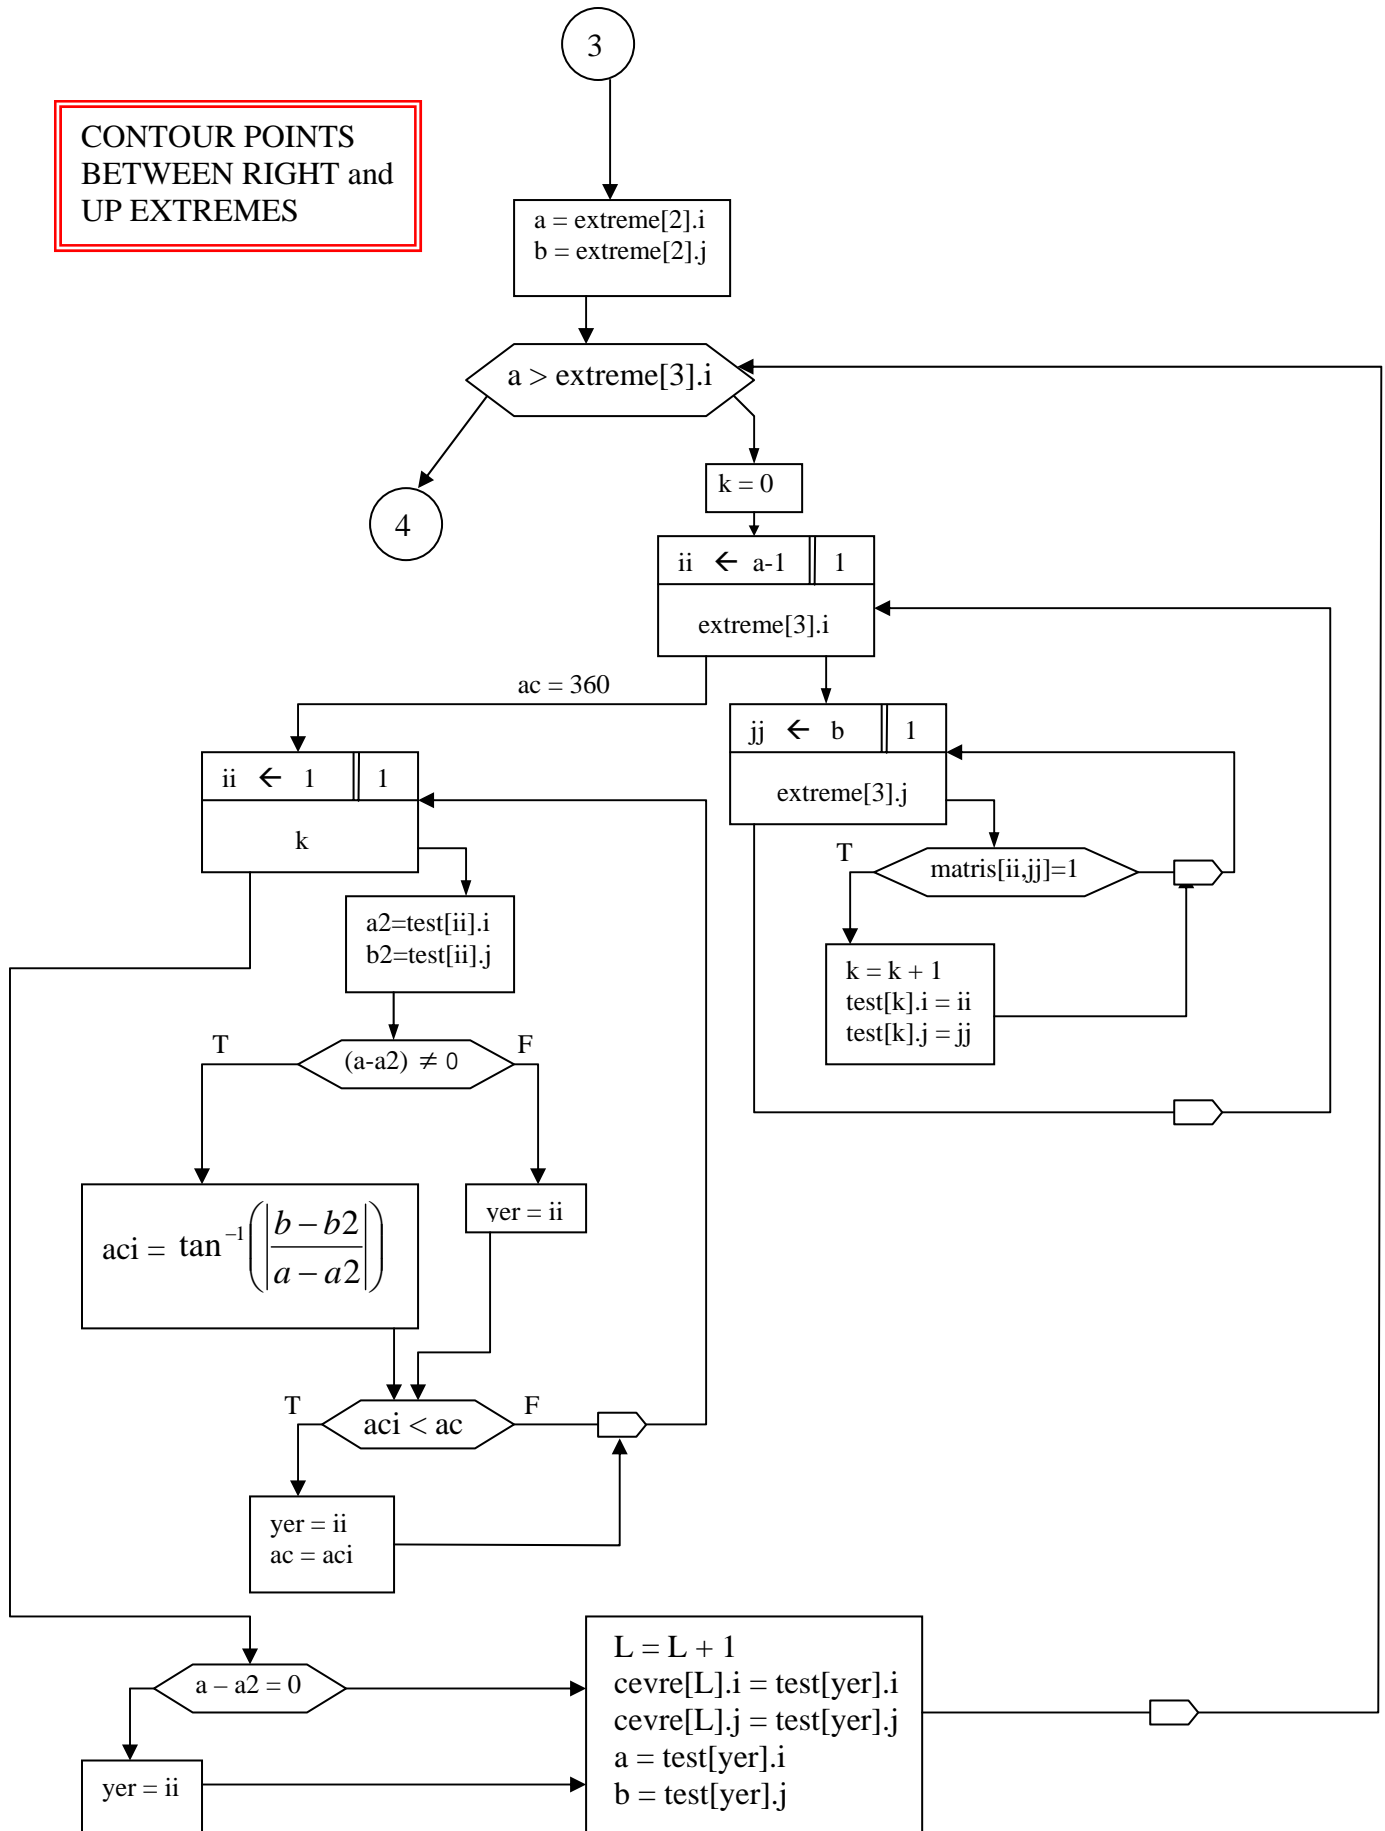 3
CONTOUR POINTS
BETWEEN RIGHT and
UP EXTREMES
a = extreme[2].i
b = extreme[2].j
a > extreme[3].i
4
k = 0
ii ← a-1 1
extreme[3].i
ac = 360
jj ← b 1
extreme[3].j
ii ← 1 1
k
T
matris[ii,jj]=1
a2=test[ii].i
b2=test[ii].j
k = k + 1
test[k].i = ii
test[k].j = jj
T
(a-a2) ≠ 0
F
aci = tan⁻¹(|b − b2 / a − a2|)
yer = ii
T
aci < ac
F
yer = ii
ac = aci
a – a2 = 0
L = L + 1
cevre[L].i = test[yer].i
cevre[L].j = test[yer].j
a = test[yer].i
b = test[yer].j
yer = ii